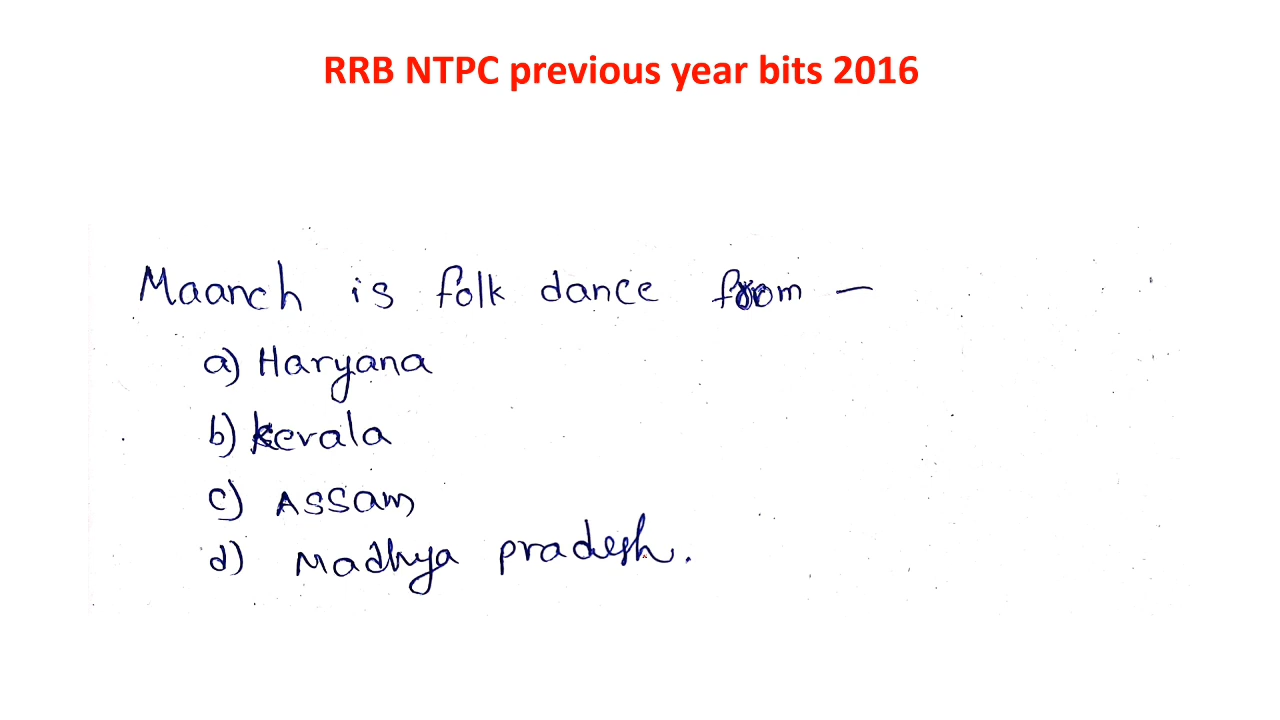 RRB NTPC previous year bits 2016
Maanch is folk dance from —
a) Haryana
b) Kerala
c) Assam
d) Madhya pradesh.